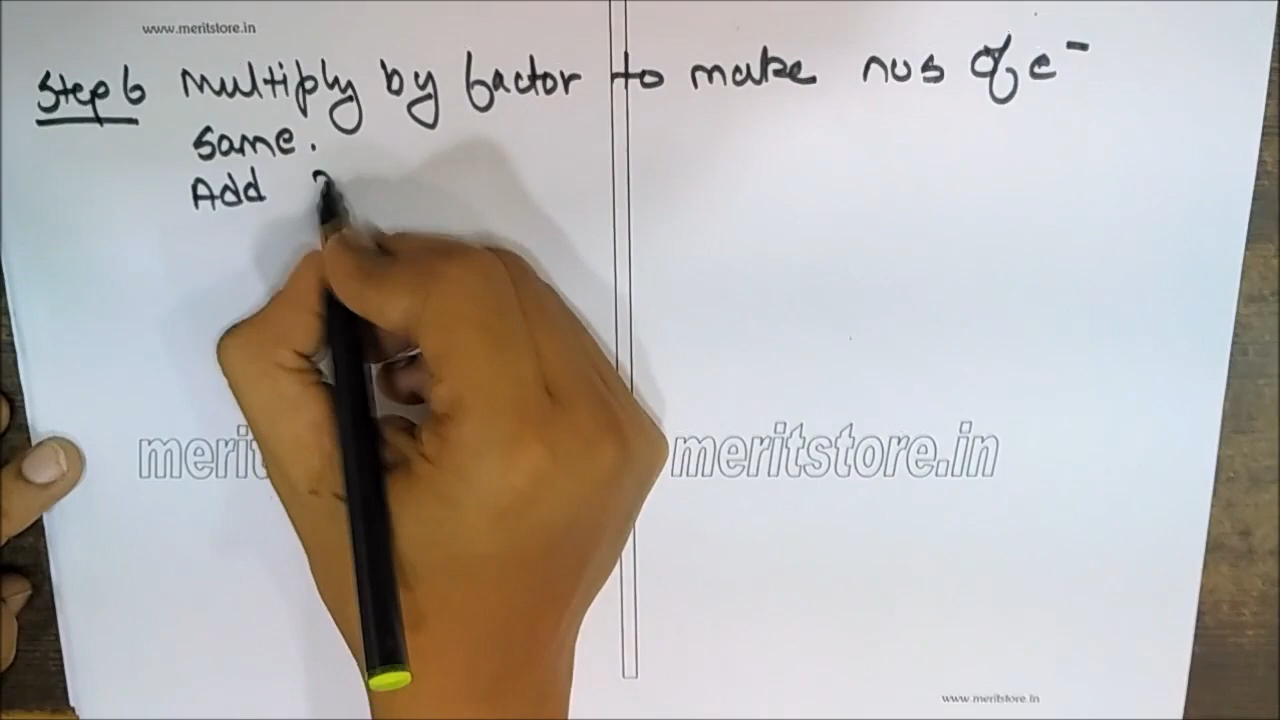 www.meritstore.in
Step 6 Multiply by factor to make nos of e⁻
same.
Add
meritstore.in
www.meritstore.in